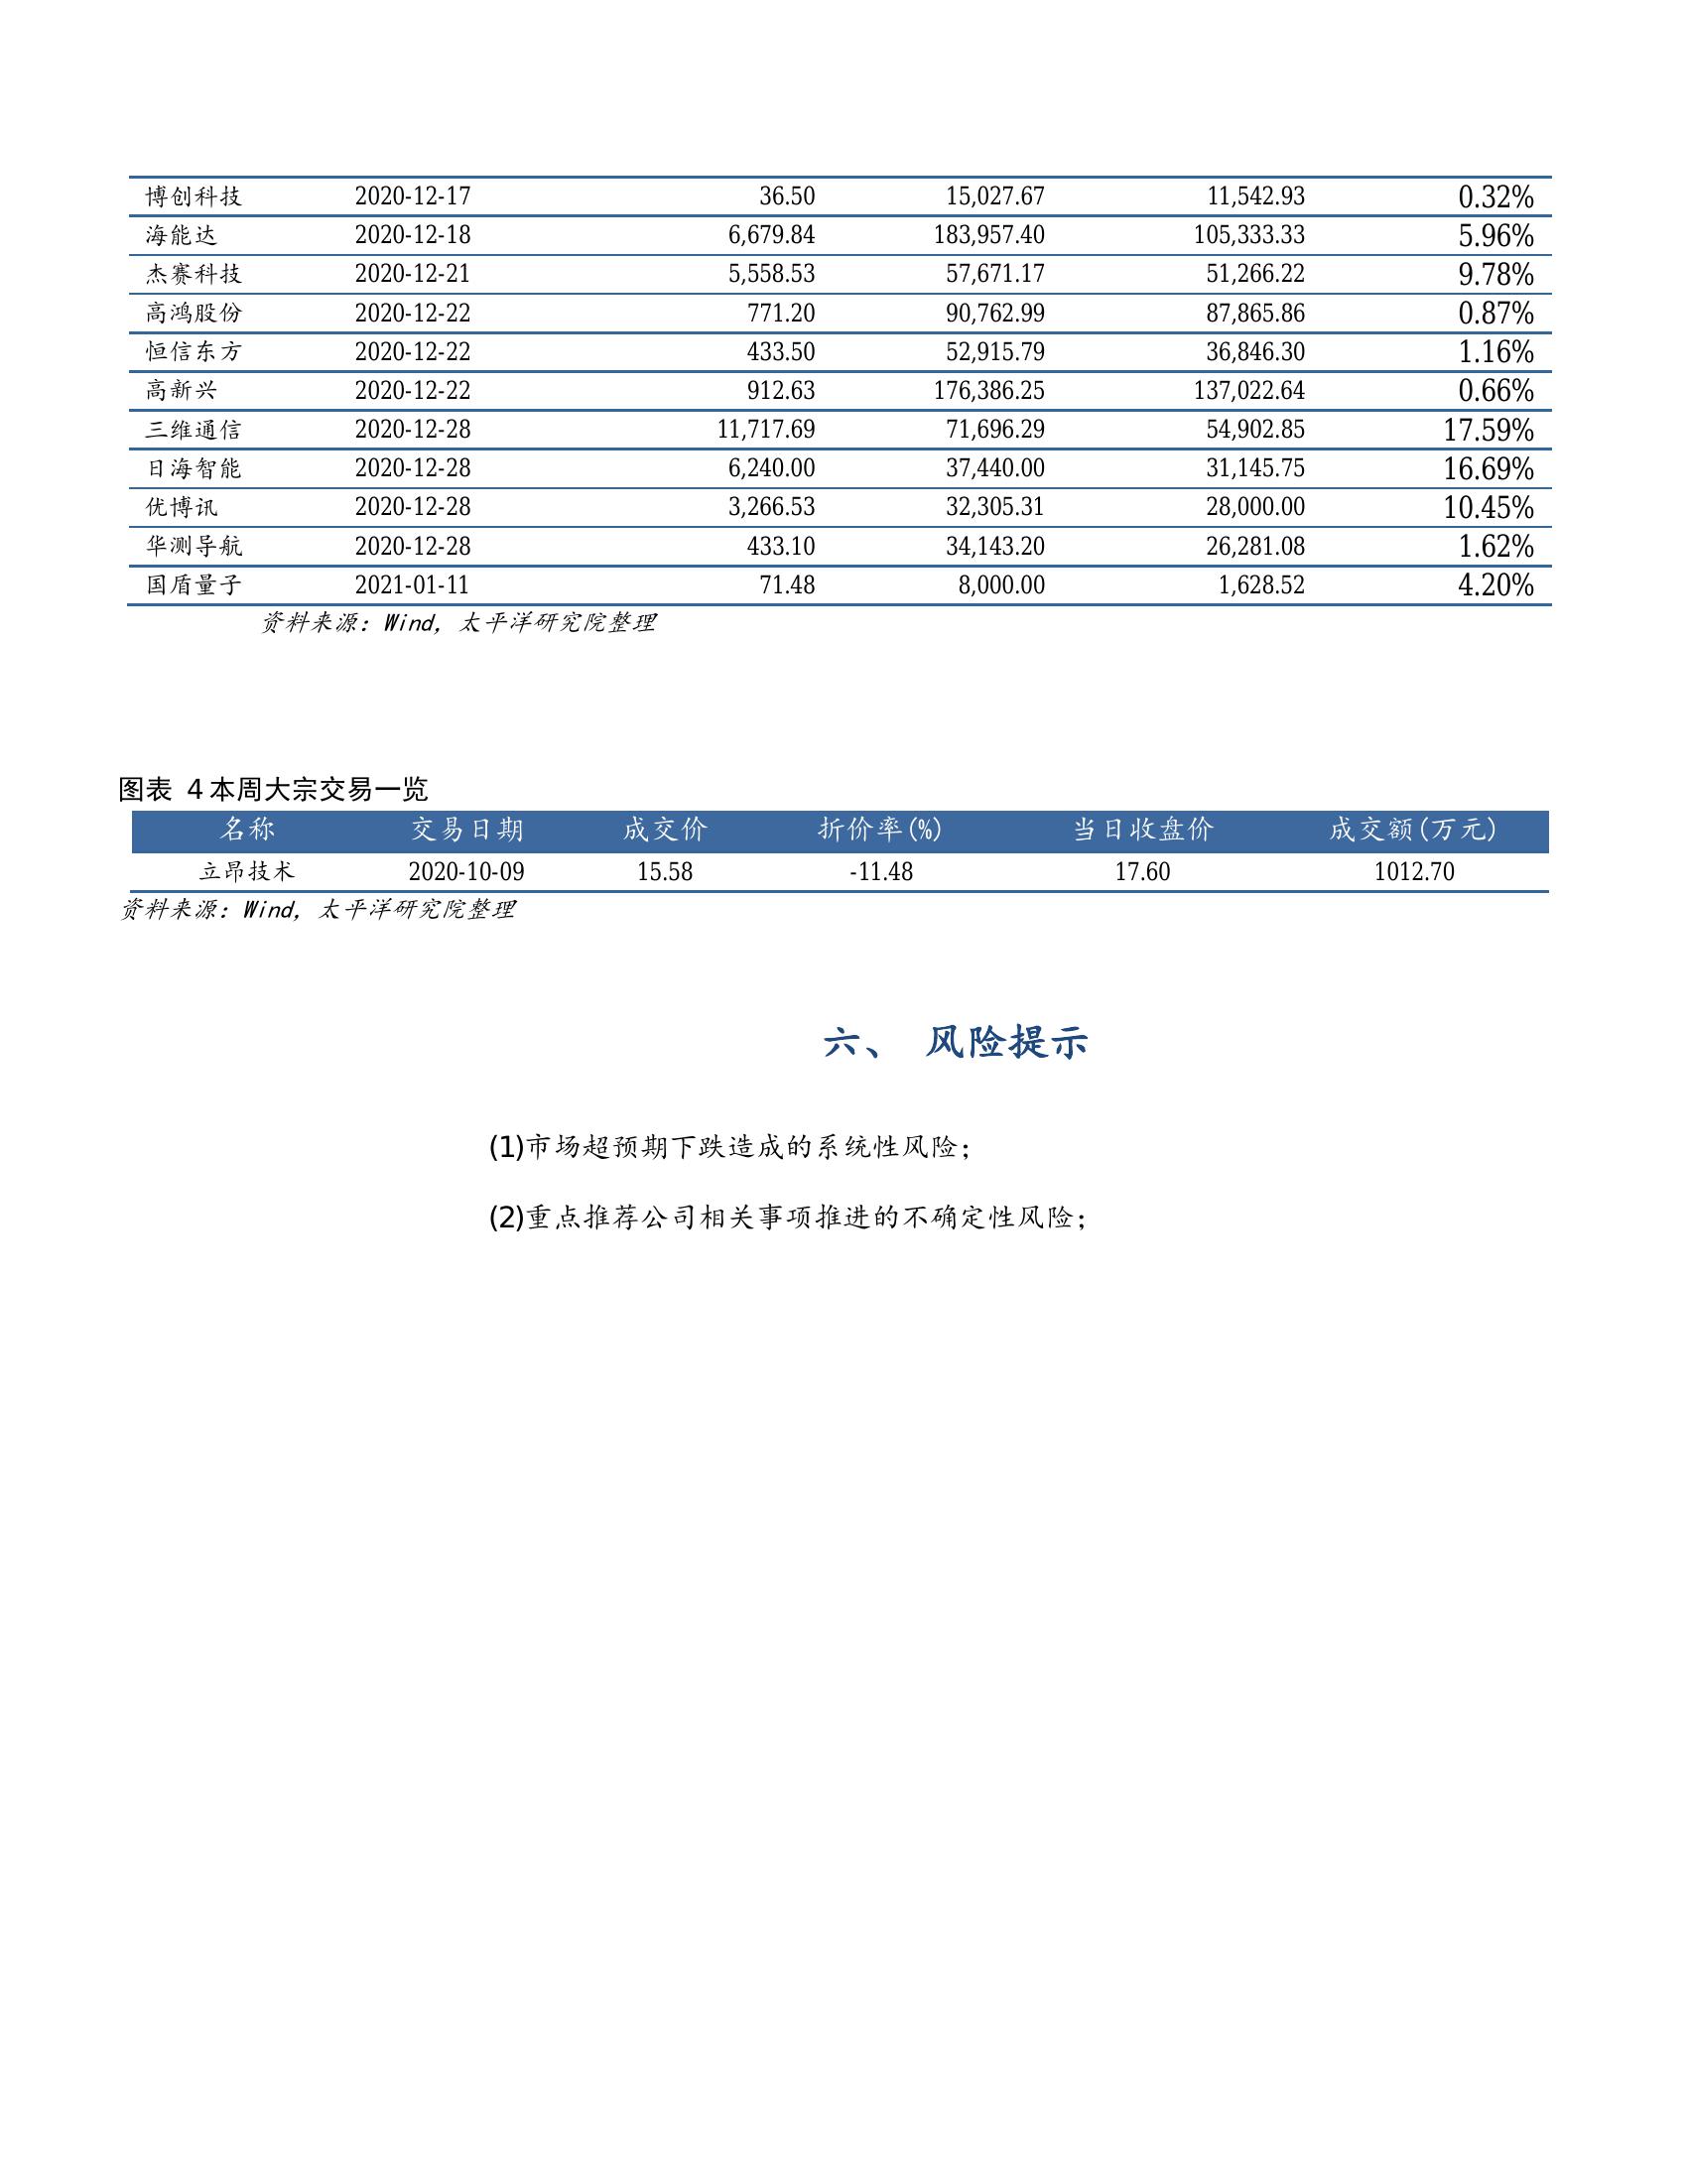 博创科技 2020-12-17 36.50 15,027.67 11,542.93 0.32%
海能达 2020-12-18 6,679.84 183,957.40 105,333.33 5.96%
杰赛科技 2020-12-21 5,558.53 57,671.17 51,266.22 9.78%
高鸿股份 2020-12-22 771.20 90,762.99 87,865.86 0.87%
恒信东方 2020-12-22 433.50 52,915.79 36,846.30 1.16%
高新兴 2020-12-22 912.63 176,386.25 137,022.64 0.66%
三维通信 2020-12-28 11,717.69 71,696.29 54,902.85 17.59%
日海智能 2020-12-28 6,240.00 37,440.00 31,145.75 16.69%
优博讯 2020-12-28 3,266.53 32,305.31 28,000.00 10.45%
华测导航 2020-12-28 433.10 34,143.20 26,281.08 1.62%
国盾量子 2021-01-11 71.48 8,000.00 1,628.52 4.20%
资料来源：Wind，太平洋研究院整理
图表 4 本周大宗交易一览
名称 交易日期 成交价 折价率(%) 当日收盘价 成交额(万元)
立昂技术 2020-10-09 15.58 -11.48 17.60 1012.70
资料来源：Wind，太平洋研究院整理
六、 风险提示
(1)市场超预期下跌造成的系统性风险；
(2)重点推荐公司相关事项推进的不确定性风险；